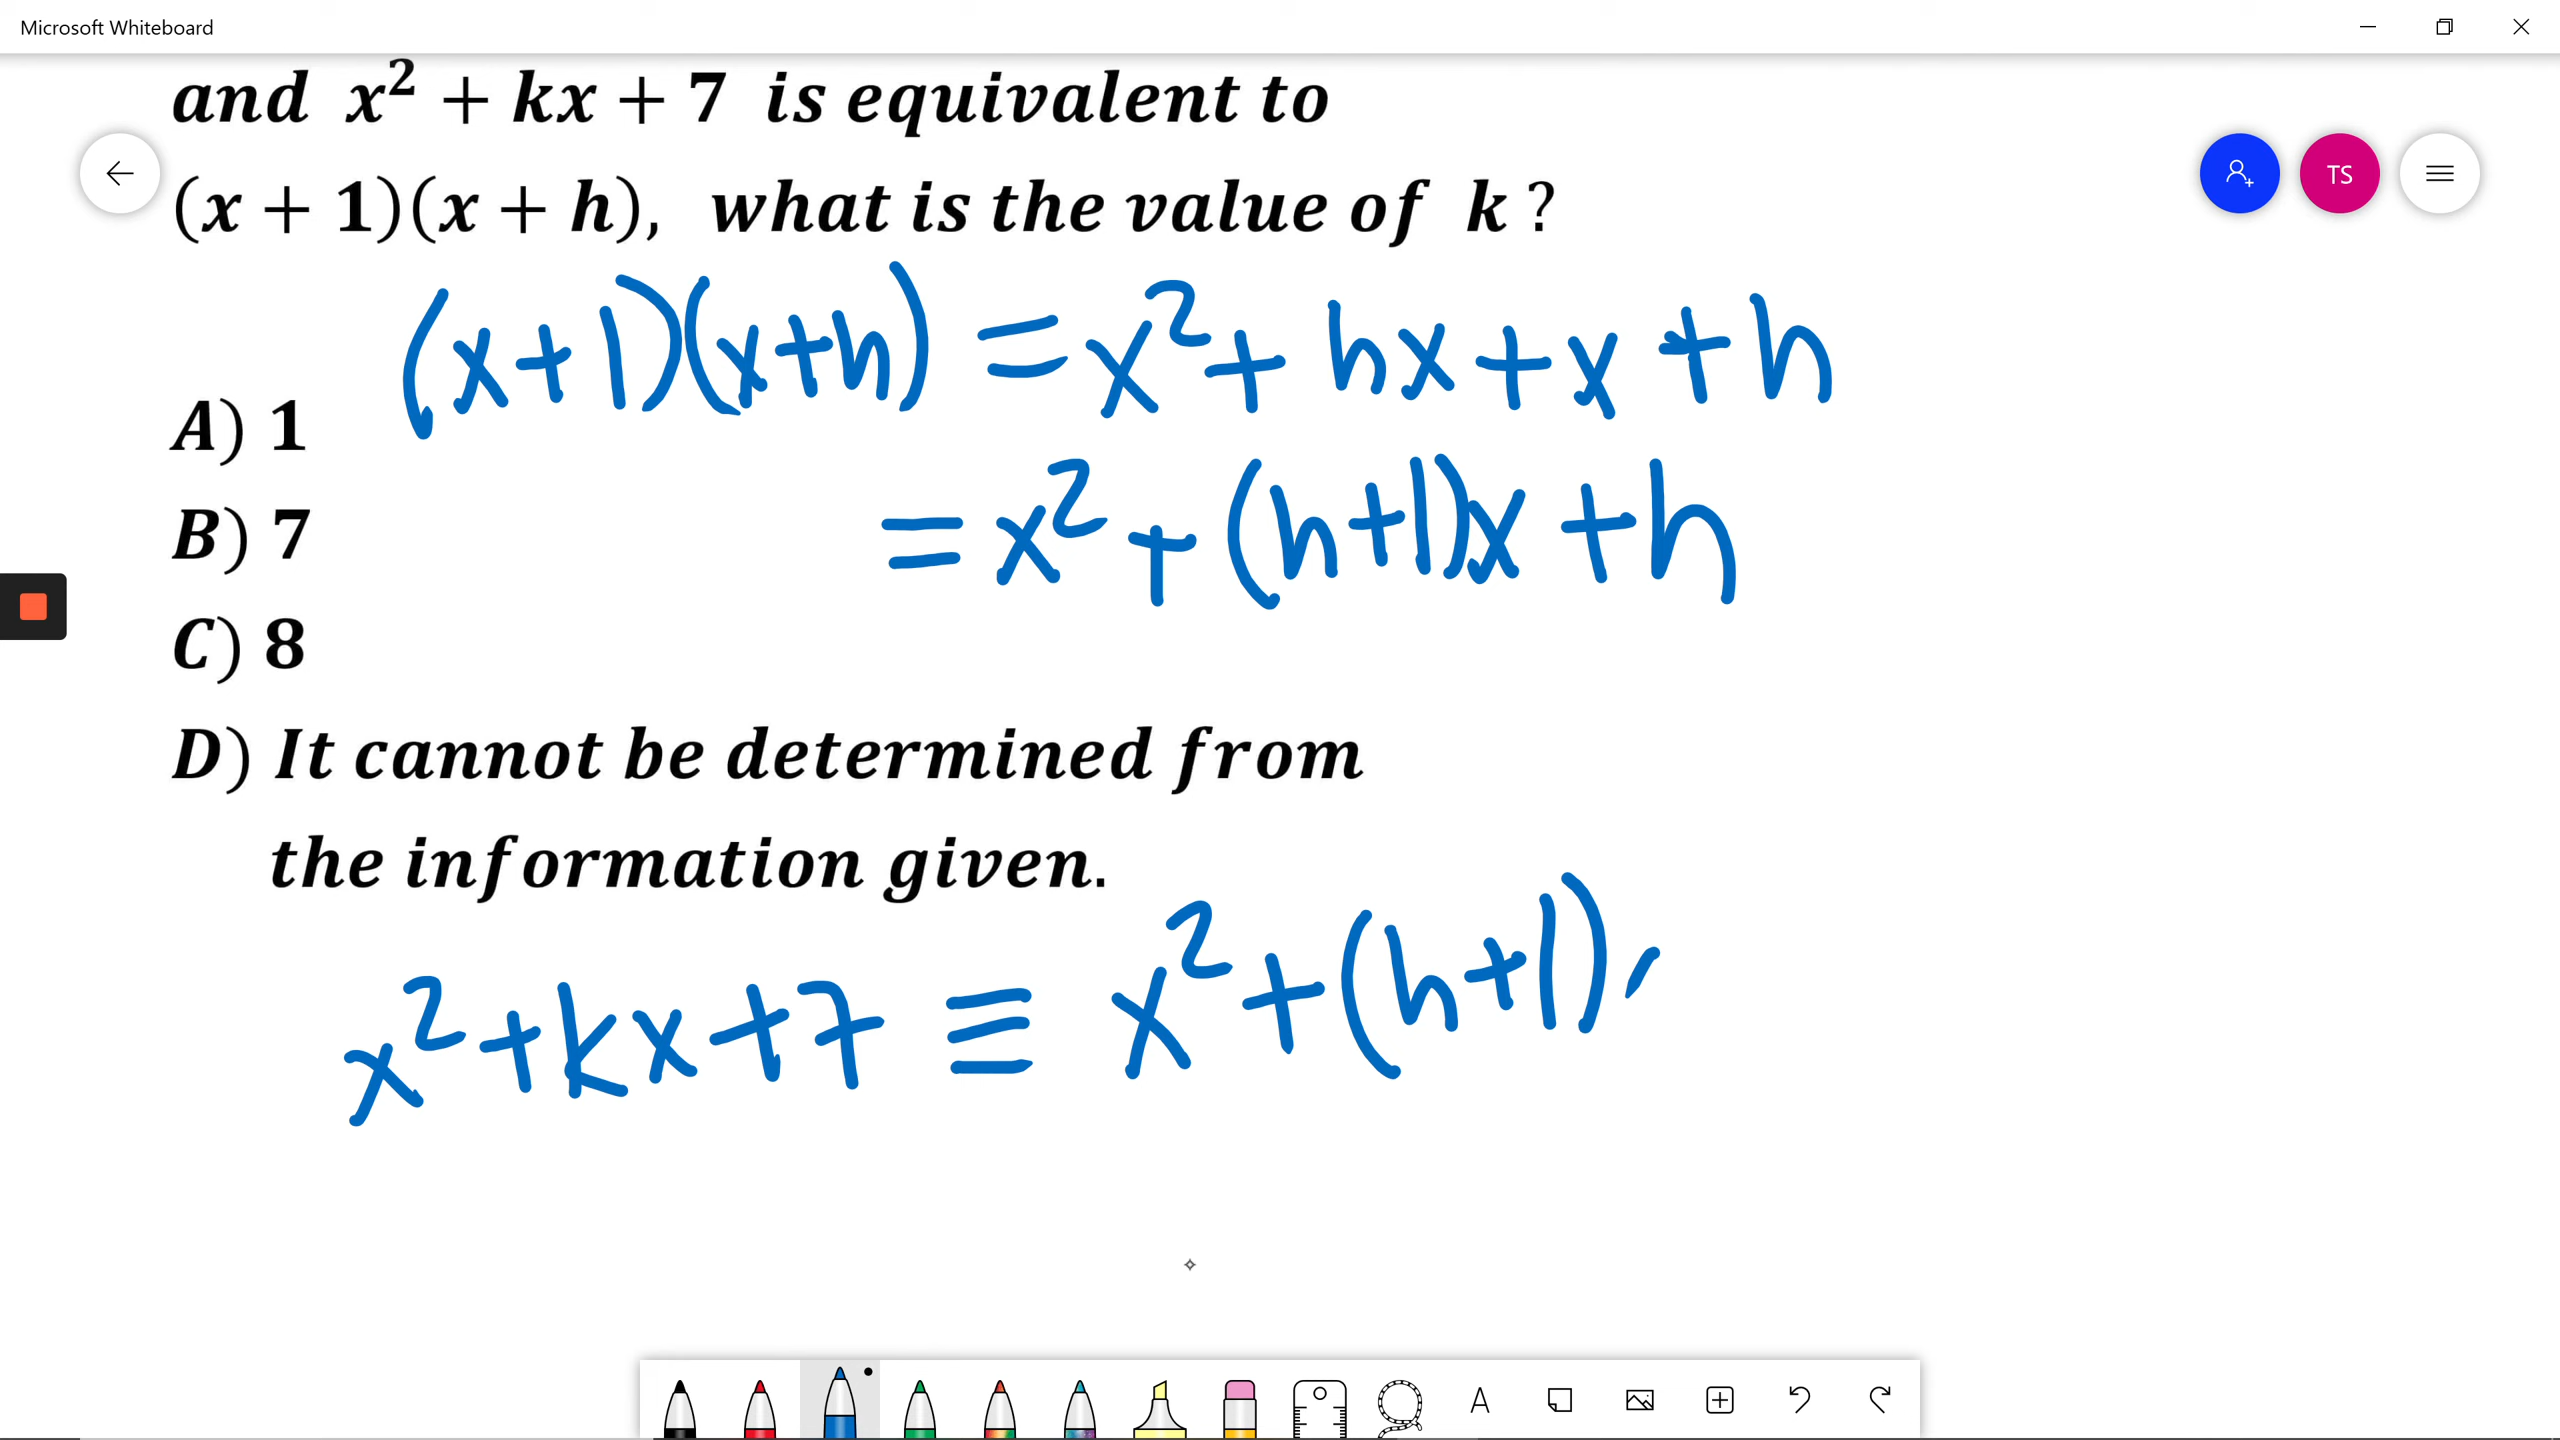 Microsoft Whiteboard
and x² + kx + 7 is equivalent to
(x + 1)(x + h), what is the value of k ?
TS
(x+1)(x+h) = x² + hx + x + h
A) 1
= x² + (h+1)x + h
B) 7
C) 8
D) It cannot be determined from
the information given.
x² + kx + 7 ≡ x² + (h+1)
A